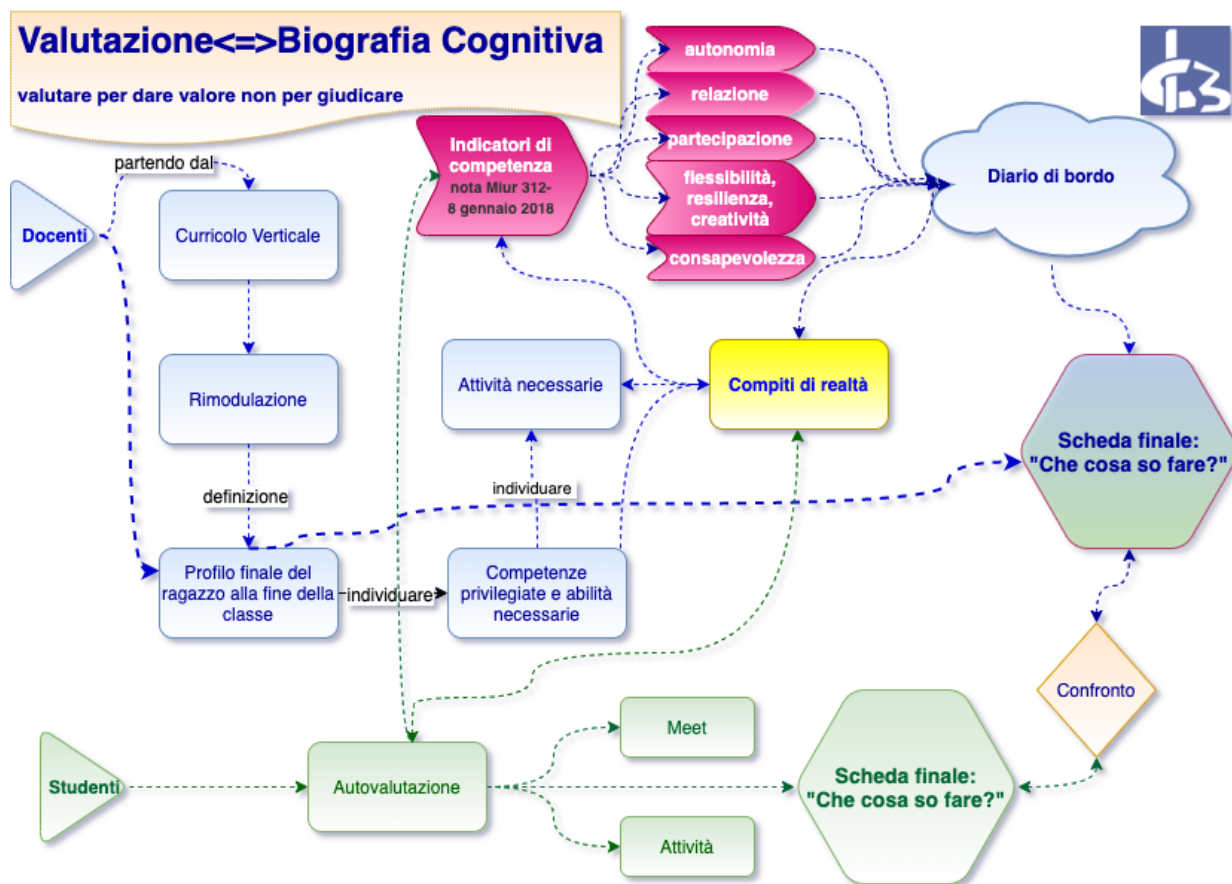 Valutazione<=>Biografia Cognitiva
valutare per dare valore non per giudicare
autonomia
relazione
partecipazione
flessibilità,
resilienza,
creatività
consapevolezza
Indicatori di
competenza
nota Miur 312-
8 gennaio 2018
Diario di bordo
partendo dal
Docenti
Curricolo Verticale
Rimodulazione
Attività necessarie
Compiti di realtà
Scheda finale:
"Che cosa so fare?"
definizione
individuare
Profilo finale del
ragazzo alla fine della
classe
individuare
Competenze
privilegiate e abilità
necessarie
Confronto
Studenti
Autovalutazione
Meet
Attività
Scheda finale:
"Che cosa so fare?"